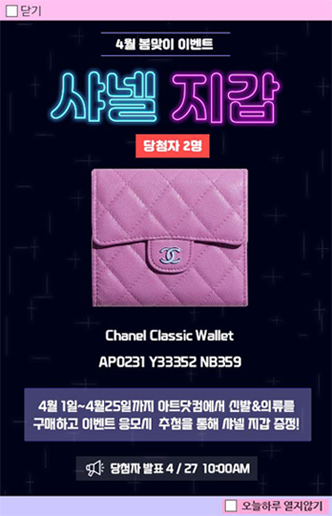 닫기
4월 봄맞이 이벤트
샤넬 지갑
당첨자 2명
Chanel Classic Wallet
AP0231 Y33352 NB359
4월 1일~4월25일까지 아트닷컴에서 신발&의류를
구매하고 이벤트 응모시 추첨을 통해 샤넬 지갑 증정!
당첨자 발표 4 / 27 10:00AM
오늘하루 열지않기